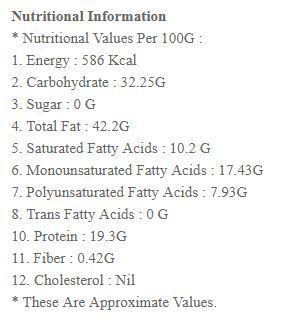 Nutritional Information
* Nutritional Values Per 100G :
1. Energy : 586 Kcal
2. Carbohydrate : 32.25G
3. Sugar : 0 G
4. Total Fat : 42.2G
5. Saturated Fatty Acids : 10.2 G
6. Monounsaturated Fatty Acids : 17.43G
7. Polyunsaturated Fatty Acids : 7.93G
8. Trans Fatty Acids : 0 G
10. Protein : 19.3G
11. Fiber : 0.42G
12. Cholesterol : Nil
* These Are Approximate Values.